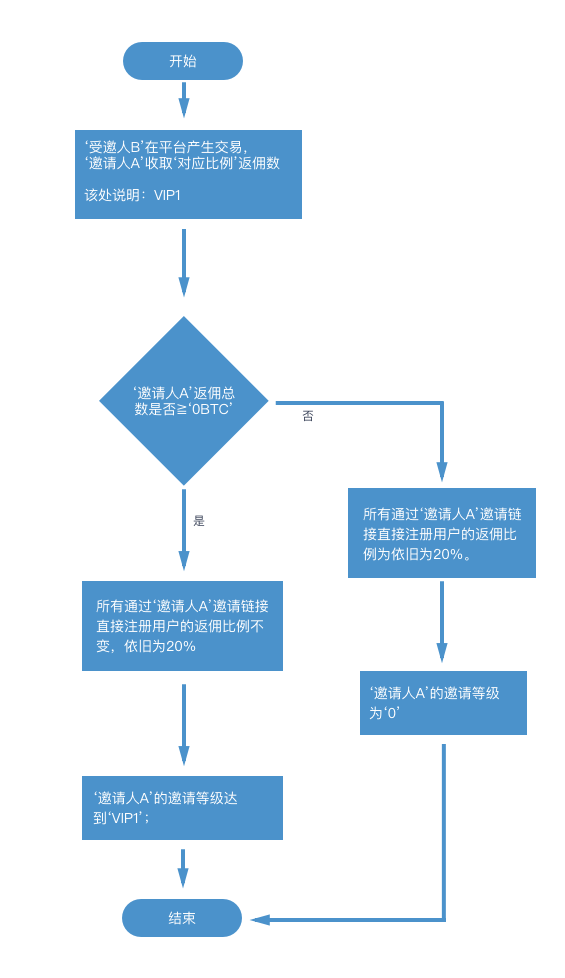 开始
‘受邀人B’在平台产生交易，
‘邀请人A’收取‘对应比例’返佣数
该处说明：VIP1
‘邀请人A’返佣总
数是否≧‘0BTC’
否
是
所有通过‘邀请人A’邀请链
接直接注册用户的返佣比
例为依旧为20%。
所有通过‘邀请人A’邀请链接
直接注册用户的返佣比例不
变，依旧为20%
‘邀请人A’的邀请等级
为‘0’
‘邀请人A’的邀请等级达
到‘VIP1’；
结束